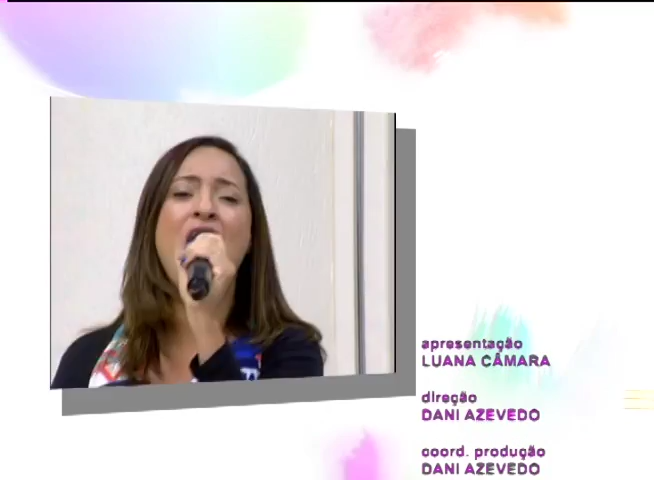 apresentação
LUANA CÂMARA
direção
DANI AZEVEDO
coord. produção
DANI AZEVEDO